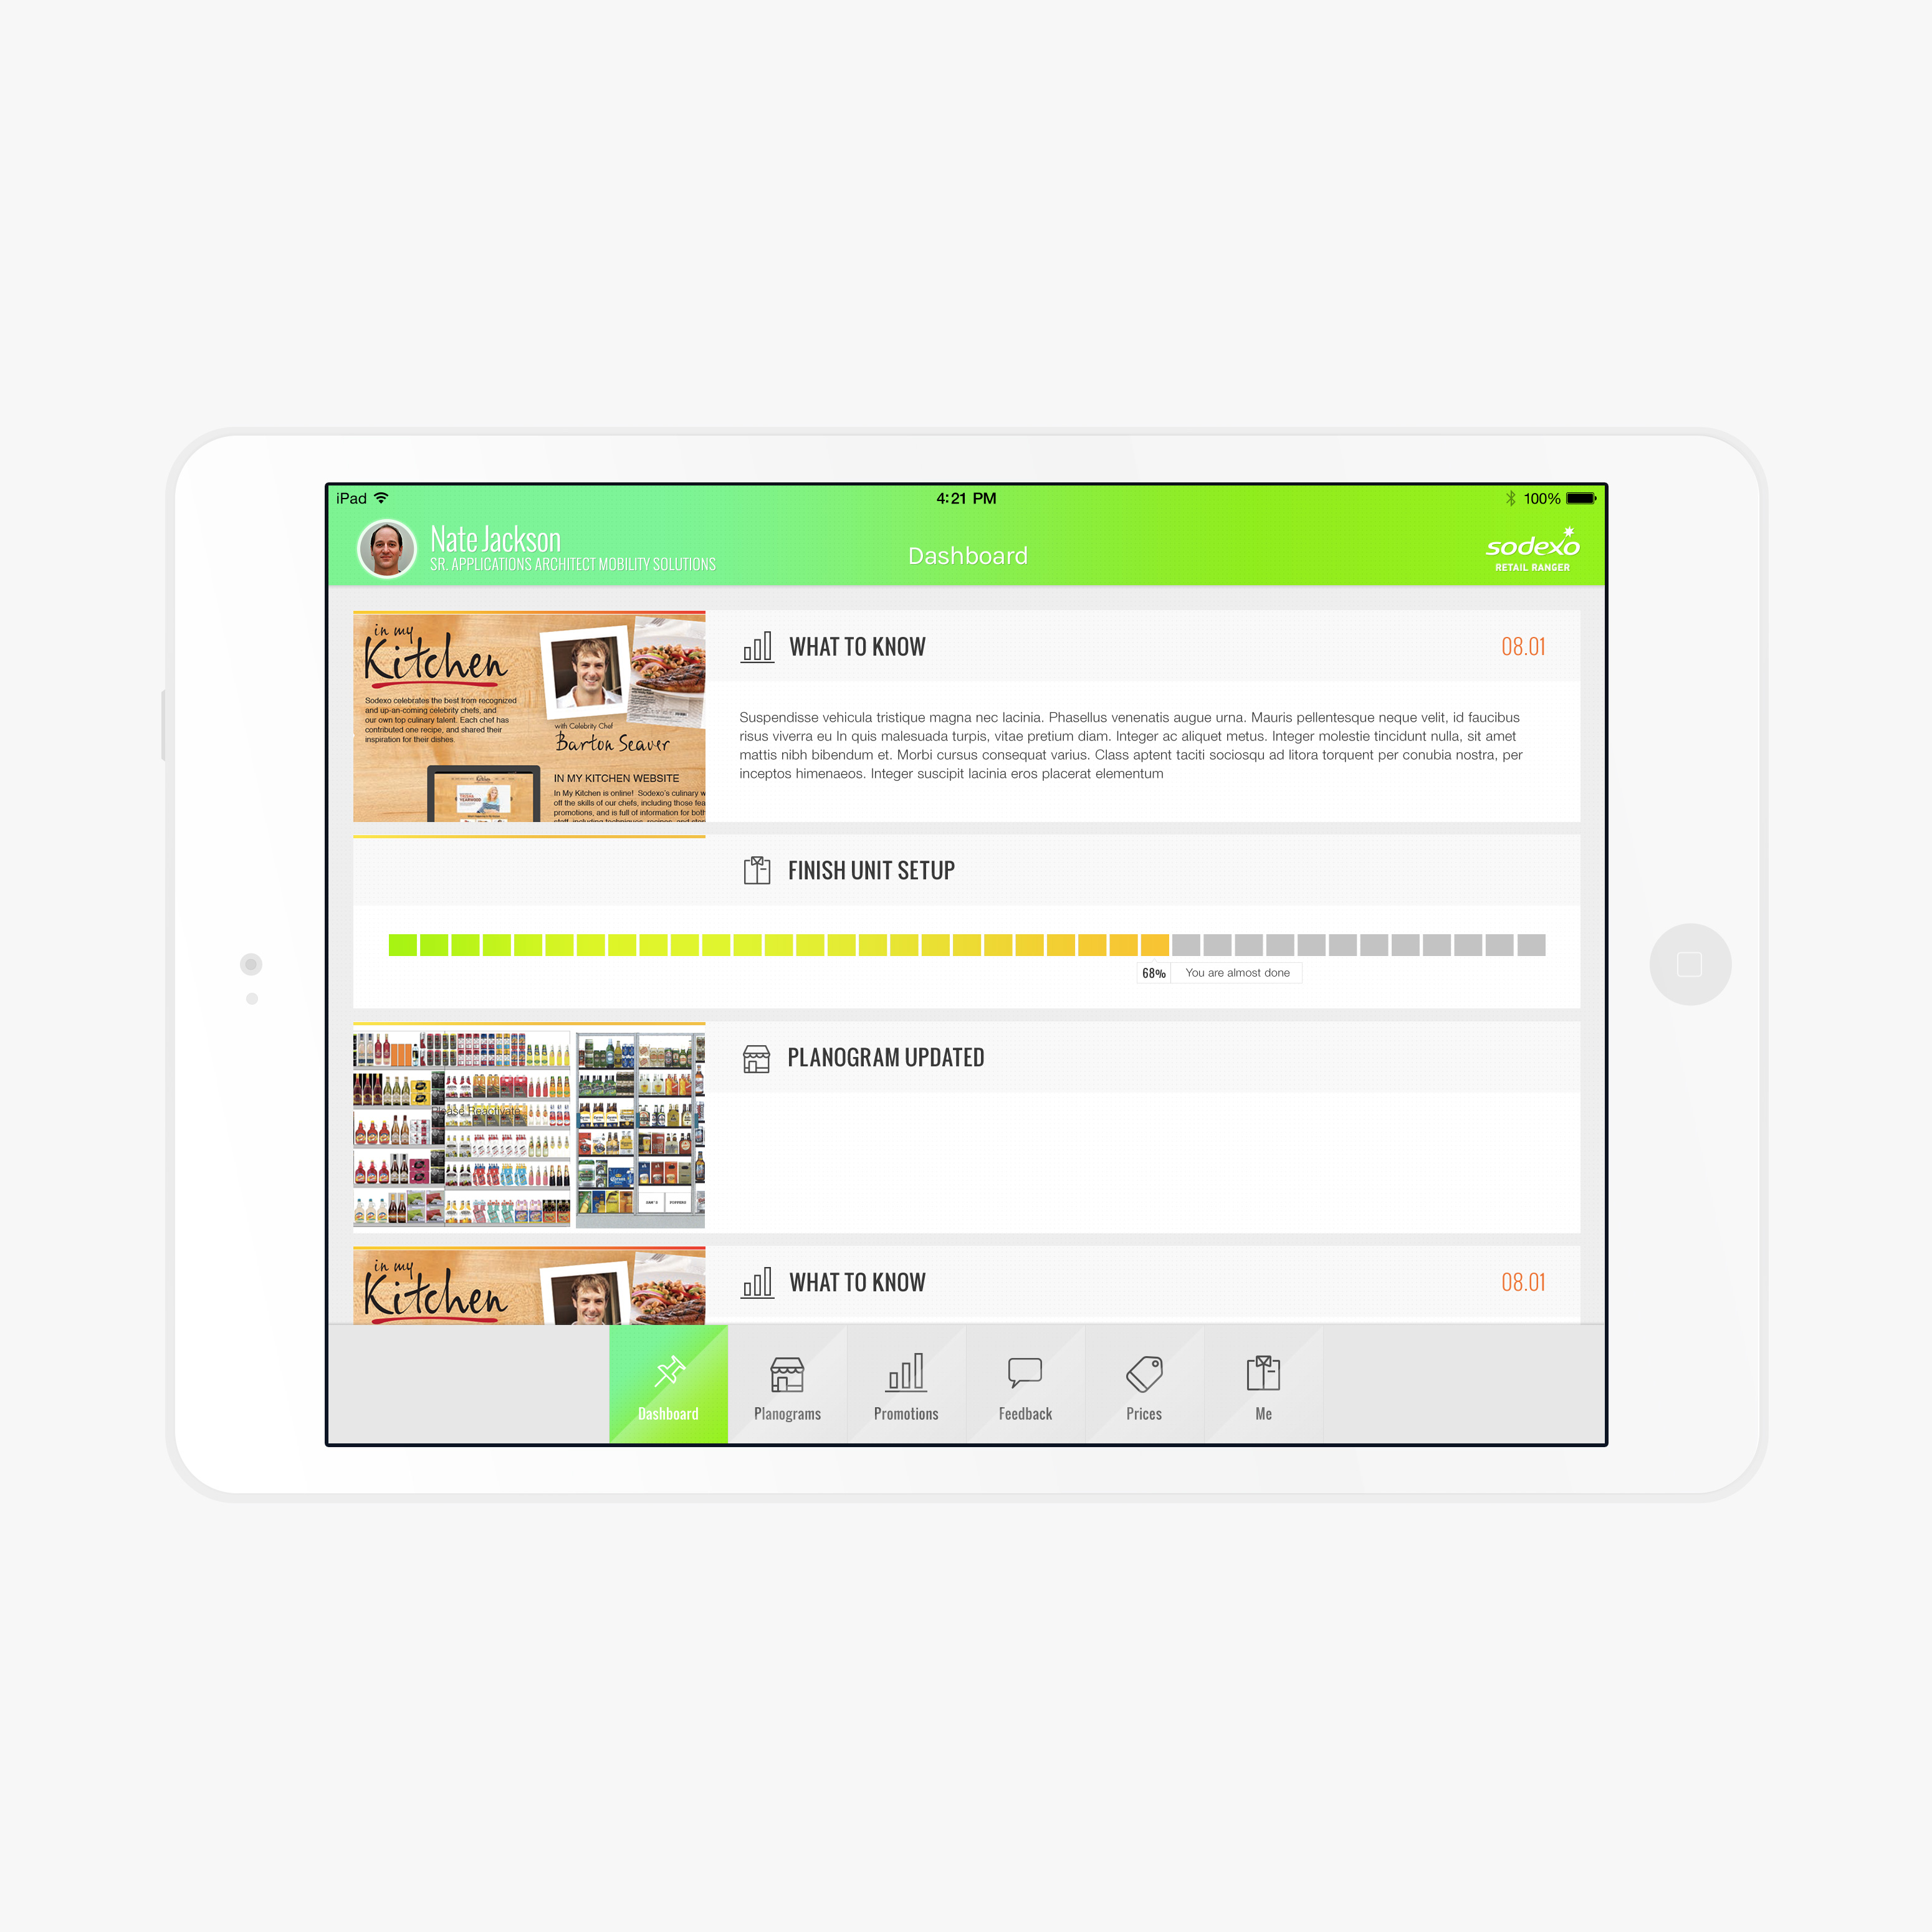 iPad
4:21 PM
100%
Nate Jackson
SR. APPLICATIONS ARCHITECT MOBILITY SOLUTIONS
Dashboard
sodexo
RETAIL RANGER
in my
Kitchen
Sodexo celebrates the best from recognized
and up-an-coming celebrity chefs, and
our own top culinary talent. Each chef has
contributed one recipe, and shared their
inspiration for their dishes.
with Celebrity Chef
Barton Seaver
IN MY KITCHEN WEBSITE
In My Kitchen is online! Sodexo's culinary w
off the skills of our chefs, including those fea
promotions, and is full of information for both
staff, including techniques, recipes, and
WHAT TO KNOW
08.01
Suspendisse vehicula tristique magna nec lacinia. Phasellus venenatis augue urna. Mauris pellentesque neque velit, id faucibus
risus viverra eu In quis malesuada turpis, vitae pretium diam. Integer ac aliquet metus. Integer molestie tincidunt nulla, sit amet
mattis nibh bibendum et. Morbi cursus consequat varius. Class aptent taciti sociosqu ad litora torquent per conubia nostra, per
inceptos himenaeos. Integer suscipit lacinia eros placerat elementum
FINISH UNIT SETUP
68%
You are almost done
PLANOGRAM UPDATED
Please Reactivate
in my
Kitchen
WHAT TO KNOW
08.01
Dashboard
Planograms
Promotions
Feedback
Prices
Me